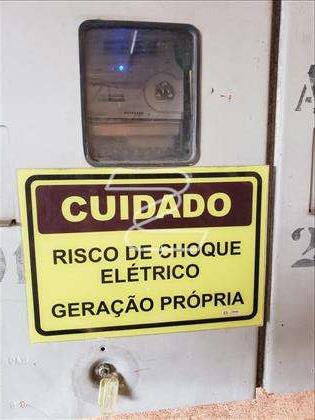 CUIDADO
RISCO DE CHOQUE
ELÉTRICO
GERAÇÃO PRÓPRIA